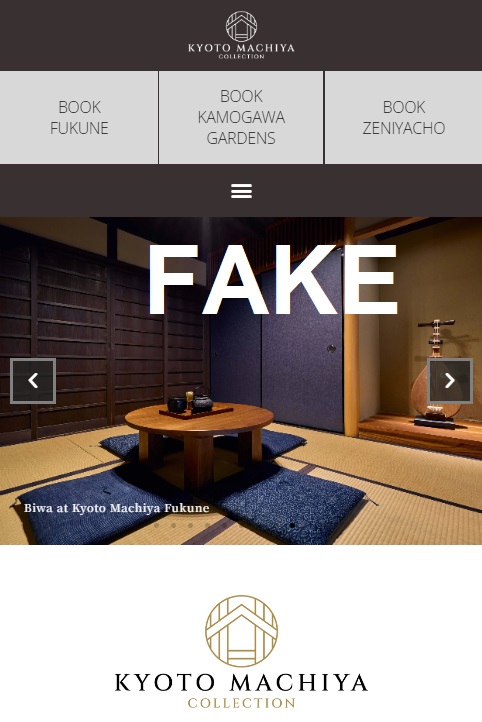 KYOTO MACHIYA
COLLECTION
BOOK
FUKUNE
BOOK
KAMOGAWA
GARDENS
BOOK
ZENIYACHO
FAKE
Biwa at Kyoto Machiya Fukune
KYOTO MACHIYA
COLLECTION